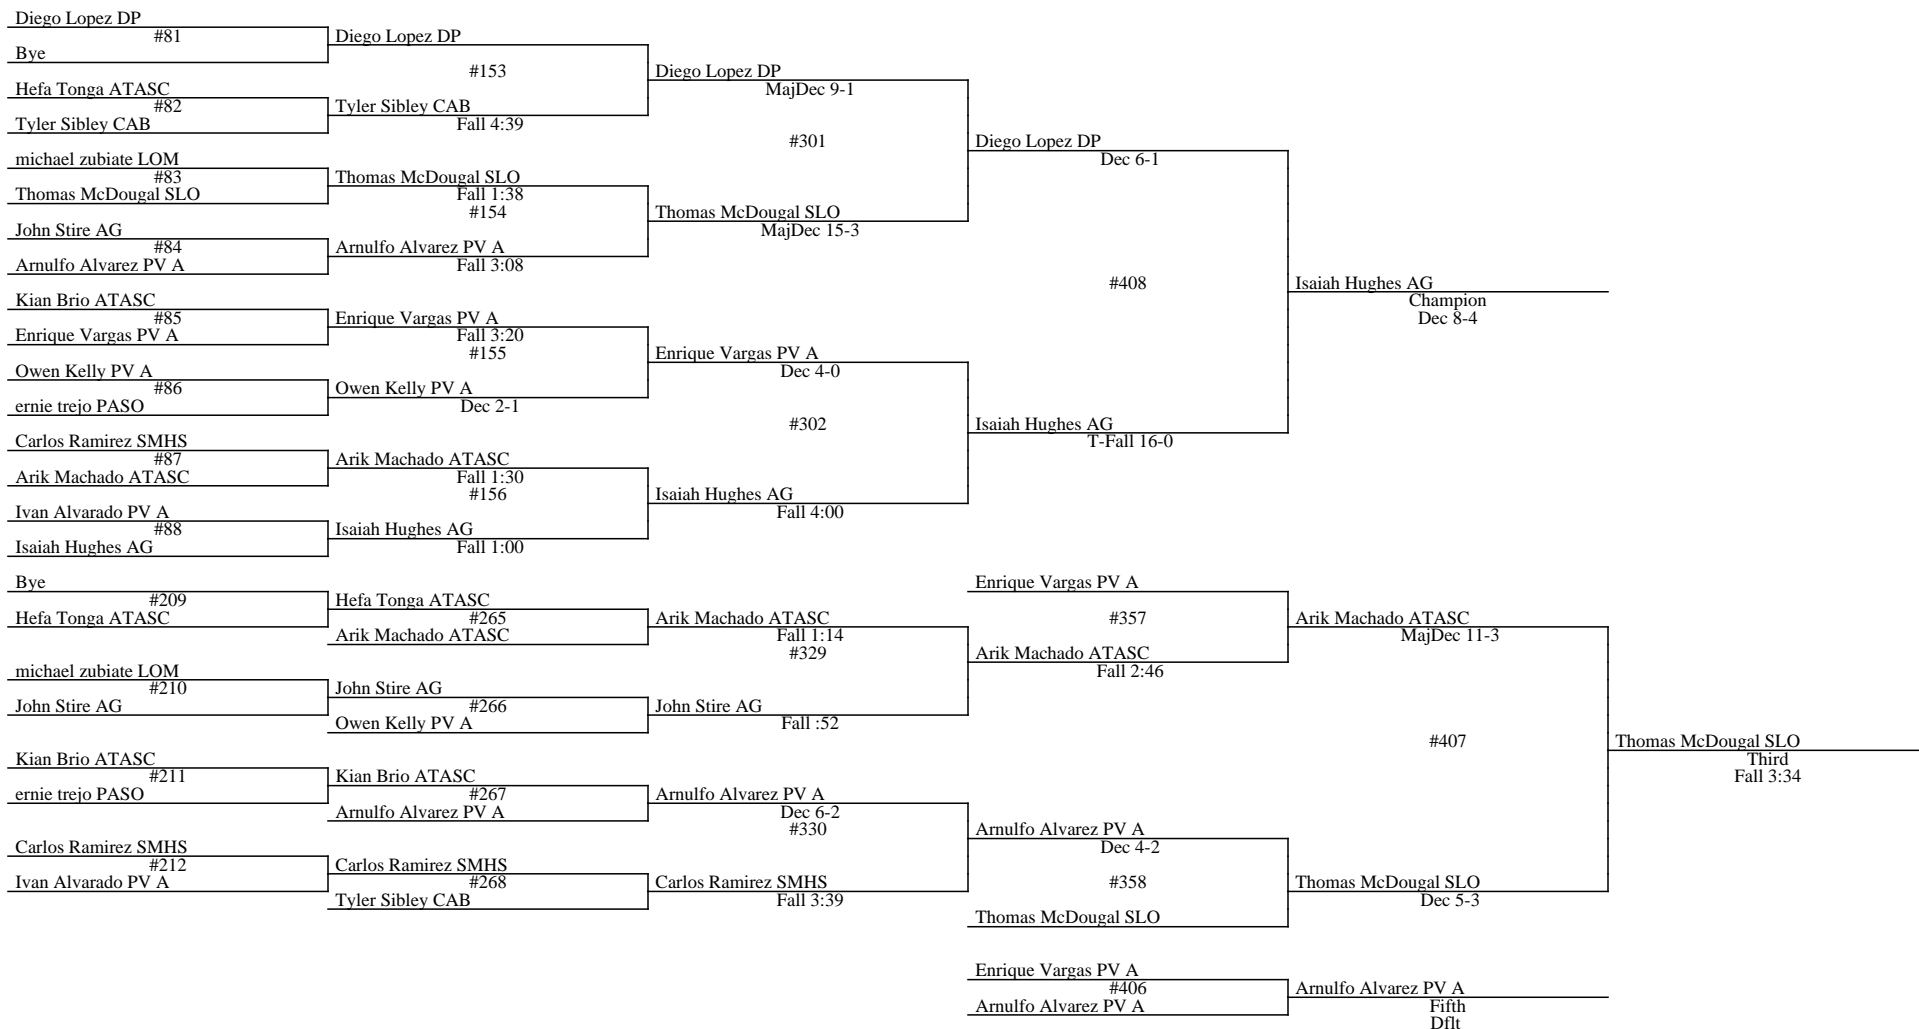 Diego Lopez DP
#81
Bye
Hefa Tonga ATASC
#82
Tyler Sibley CAB
michael zubiate LOM
#83
Thomas McDougal SLO
John Stire AG
#84
Arnulfo Alvarez PV A
Kian Brio ATASC
#85
Enrique Vargas PV A
Owen Kelly PV A
#86
ernie trejo PASO
Carlos Ramirez SMHS
#87
Arik Machado ATASC
Ivan Alvarado PV A
#88
Isaiah Hughes AG
Diego Lopez DP
#153
Tyler Sibley CAB
Fall 4:39
Thomas McDougal SLO
Fall 1:38
#154
Arnulfo Alvarez PV A
Fall 3:08
Enrique Vargas PV A
Fall 3:20
#155
Owen Kelly PV A
Dec 2-1
Arik Machado ATASC
Fall 1:30
#156
Isaiah Hughes AG
Fall 1:00
Diego Lopez DP
MajDec 9-1
#301
Thomas McDougal SLO
MajDec 15-3
Enrique Vargas PV A
Dec 4-0
#302
Isaiah Hughes AG
Fall 4:00
Diego Lopez DP
Dec 6-1
#408
Isaiah Hughes AG
T-Fall 16-0
Isaiah Hughes AG
Champion
Dec 8-4
Bye
#209
Hefa Tonga ATASC
michael zubiate LOM
#210
John Stire AG
Kian Brio ATASC
#211
ernie trejo PASO
Carlos Ramirez SMHS
#212
Ivan Alvarado PV A
Hefa Tonga ATASC
#265
Arik Machado ATASC
John Stire AG
#266
Owen Kelly PV A
Kian Brio ATASC
#267
Arnulfo Alvarez PV A
Carlos Ramirez SMHS
#268
Tyler Sibley CAB
Arik Machado ATASC
Fall 1:14
#329
John Stire AG
Fall :52
Arnulfo Alvarez PV A
Dec 6-2
#330
Carlos Ramirez SMHS
Fall 3:39
Enrique Vargas PV A
#357
Arik Machado ATASC
Fall 2:46
Arnulfo Alvarez PV A
Dec 4-2
#358
Thomas McDougal SLO
Arik Machado ATASC
MajDec 11-3
#407
Thomas McDougal SLO
Dec 5-3
Thomas McDougal SLO
Third
Fall 3:34
Enrique Vargas PV A
#406
Arnulfo Alvarez PV A
Arnulfo Alvarez PV A
Fifth
Dflt